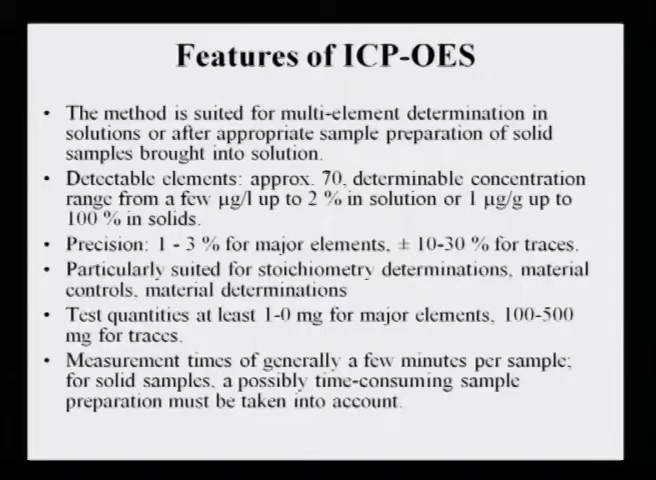 Features of ICP-OES
• The method is suited for multi-element determination in
solutions or after appropriate sample preparation of solid
samples brought into solution.
• Detectable elements: approx. 70, determinable concentration
range from a few µg/l up to 2 % in solution or 1 µg/g up to
100 % in solids.
• Precision: 1 - 3 % for major elements, ± 10-30 % for traces.
• Particularly suited for stoichiometry determinations, material
controls, material determinations
• Test quantities at least 1-0 mg for major elements, 100-500
mg for traces.
• Measurement times of generally a few minutes per sample;
for solid samples, a possibly time-consuming sample
preparation must be taken into account.